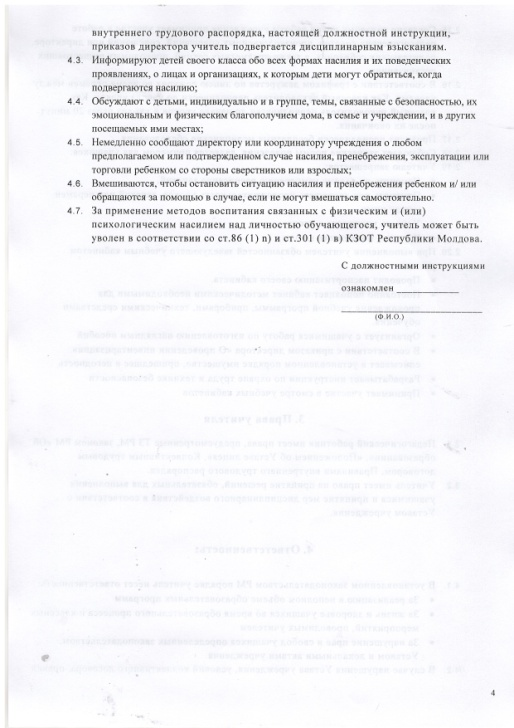 внутреннего трудового распорядка, настоящей должностной инструкции,
приказов директора учитель подвергается дисциплинарным взысканиям.
4.3. Информируют детей своего класса обо всех формах насилия и их поведенческих
проявлениях, о лицах и организациях, к которым дети могут обратиться, когда
подвергаются насилию;
4.4. Обсуждают с детьми, индивидуально и в группе, темы, связанные с безопасностью, их
эмоциональным и физическим благополучием дома, в семье и учреждении, и в других
посещаемых ими местах;
4.5. Немедленно сообщают директору или координатору учреждения о любом
предполагаемом или подтвержденном случае насилия, пренебрежения, эксплуатации или
торговли ребенком со стороны сверстников или взрослых;
4.6. Вмешиваются, чтобы остановить ситуацию насилия и пренебрежения ребенком и/ или
обращаются за помощью в случае, если не могут вмешаться самостоятельно.
4.7. За применение методов воспитания связанных с физическим и (или)
психологическим насилием над личностью обучающегося, учитель может быть
уволен в соответствии со ст.86 (1) n) и ст.301 (1) в) КЗОТ Республики Молдова.
С должностными инструкциями
ознакомлен ____________
(Ф.И.О.)
4